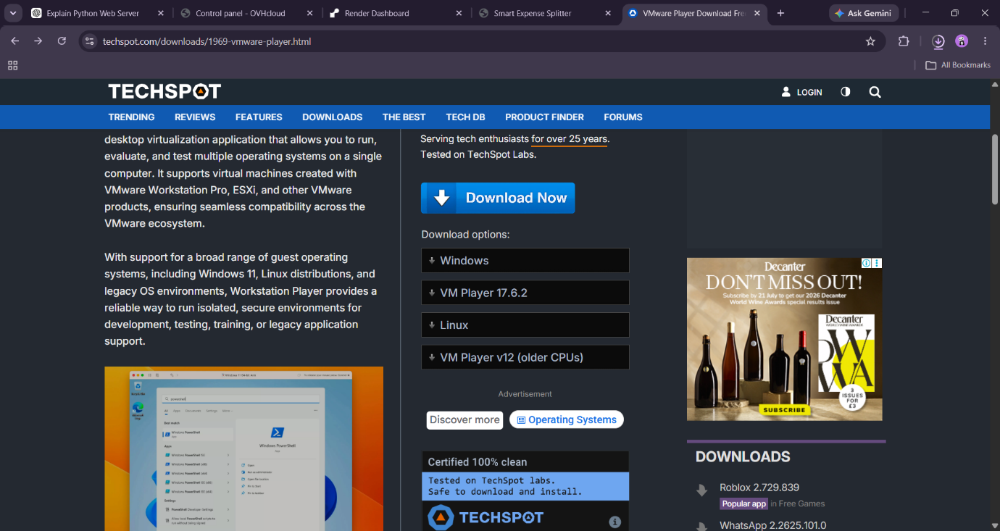 Explain Python Web Server
Control panel - OVHcloud
Render Dashboard
Smart Expense Splitter
VMware Player Download Fre
Ask Gemini
techspot.com/downloads/1969-vmware-player.html
All Bookmarks
TECHSPOT
LOGIN
TRENDING REVIEWS FEATURES DOWNLOADS THE BEST TECH DB PRODUCT FINDER FORUMS
desktop virtualization application that allows you to run,
evaluate, and test multiple operating systems on a single
computer. It supports virtual machines created with
VMware Workstation Pro, ESXi, and other VMware
products, ensuring seamless compatibility across the
VMware ecosystem.
With support for a broad range of guest operating
systems, including Windows 11, Linux distributions, and
legacy OS environments, Workstation Player provides a
reliable way to run isolated, secure environments for
development, testing, training, or legacy application
support.
powershell
Best match
Windows PowerShell
Apps
Windows PowerShell
Settings
Serving tech enthusiasts for over 25 years.
Tested on TechSpot Labs.
Download Now
Download options:
Windows
VM Player 17.6.2
Linux
VM Player v12 (older CPUs)
Advertisement
Discover more
Operating Systems
Certified 100% clean
Tested on TechSpot labs.
Safe to download and install.
TECHSPOT
Decanter
DON'T MISS OUT!
Subscribe by 21 July to get our 2026 Decanter
World Wine Awards special results issue
Decanter
3
ISSUES
FOR
£3
SUBSCRIBE
DOWNLOADS
Roblox 2.729.839
Popular app in Free Games
WhatsApp 2.2625.101.0